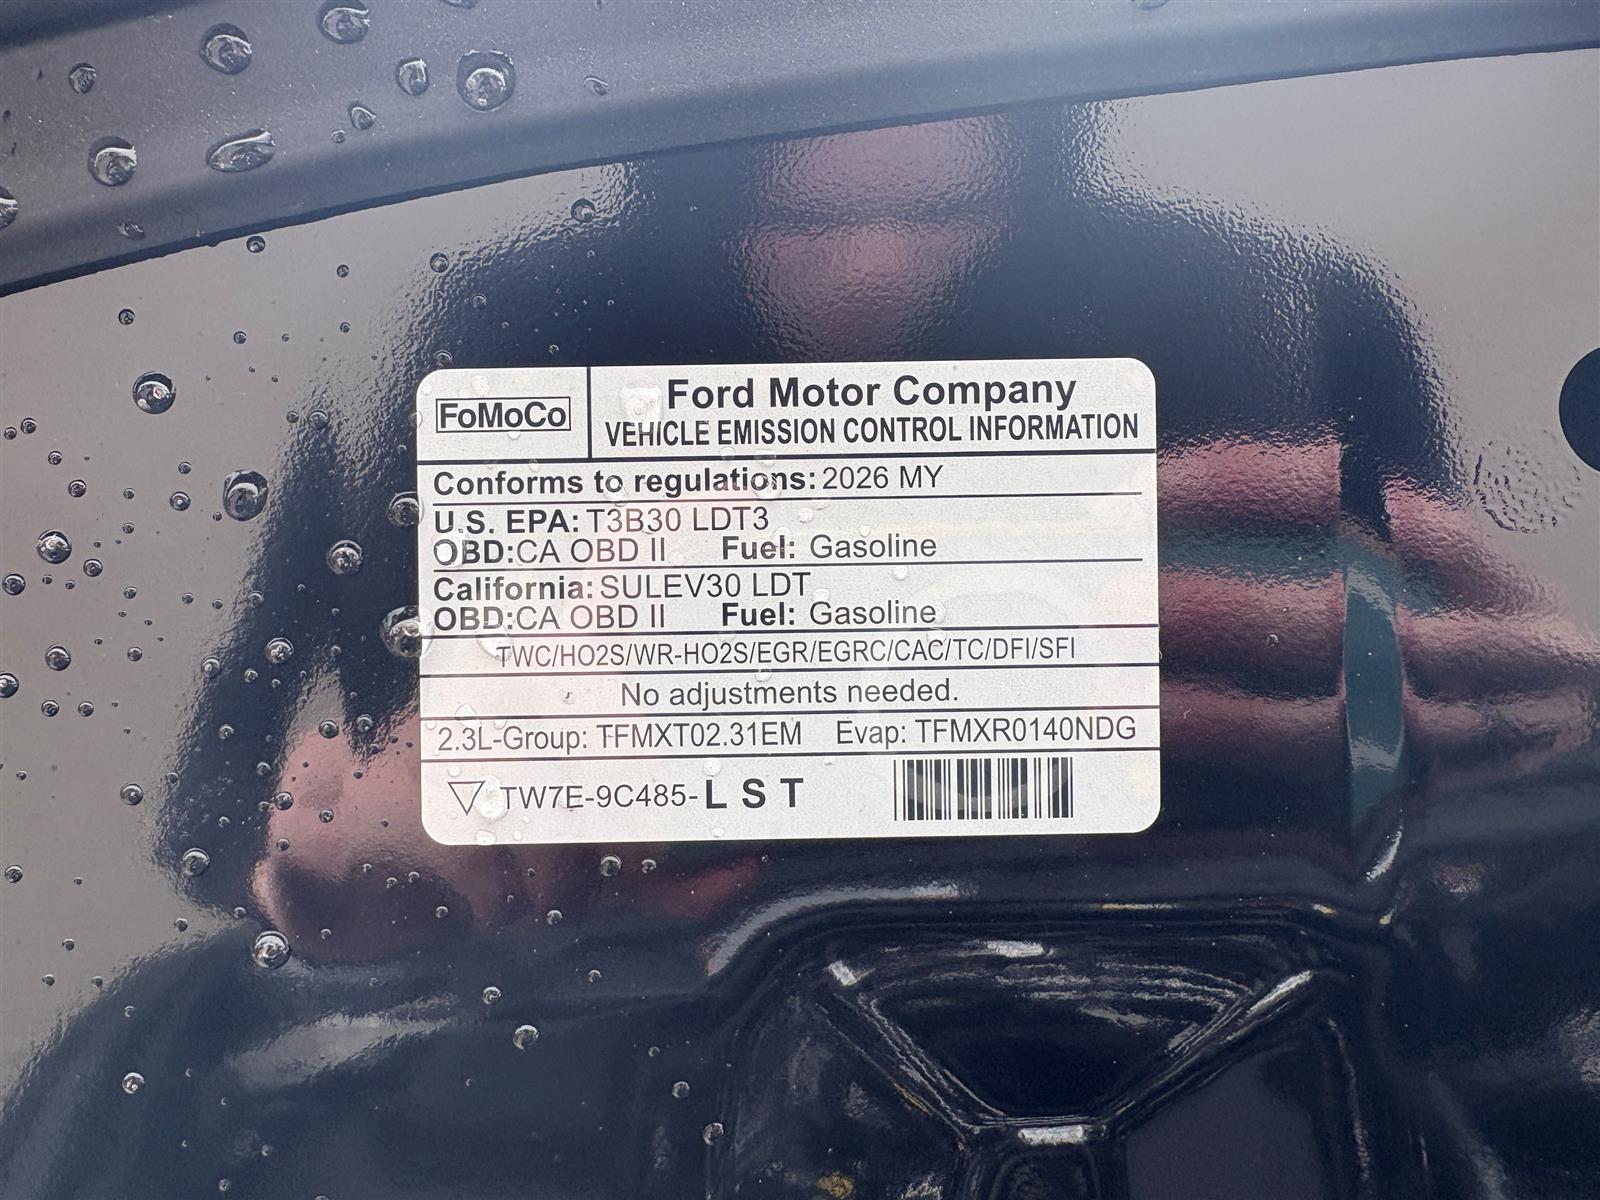 FoMoCo
Ford Motor Company
VEHICLE EMISSION CONTROL INFORMATION
Conforms to regulations: 2026 MY
U.S. EPA: T3B30 LDT3
OBD: CA OBD II Fuel: Gasoline
California: SULEV30 LDT
OBD: CA OBD II Fuel: Gasoline
TWC/HO2S/WR-HO2S/EGR/EGRC/CAC/TC/DFI/SFI
No adjustments needed.
2.3L-Group: TFMXT02.31EM Evap: TFMXR0140NDG
TW7E-9C485-LST